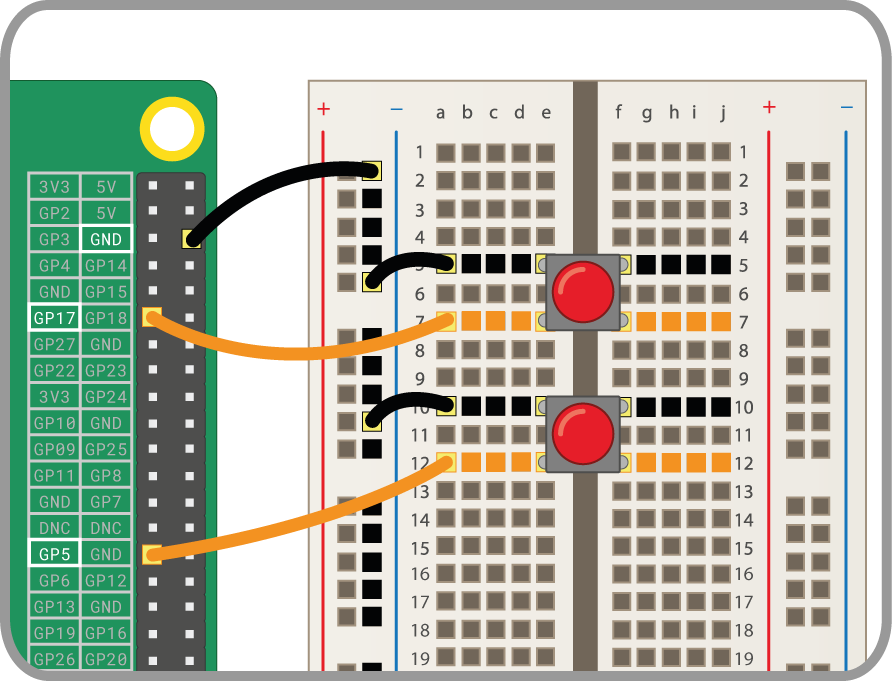 + − a b c d e f g h i j + −
3V3 5V
GP2 5V
GP3 GND
GP4 GP14
GND GP15
GP17 GP18
GP27 GND
GP22 GP23
3V3 GP24
GP10 GND
GP09 GP25
GP11 GP8
GND GP7
DNC DNC
GP5 GND
GP6 GP12
GP13 GND
GP19 GP16
GP26 GP20
1 1
2 2
3 3
4 4
5 5
6 6
7 7
8 8
9 9
10 10
11 11
12 12
13 13
14 14
15 15
16 16
17 17
18 18
19 19